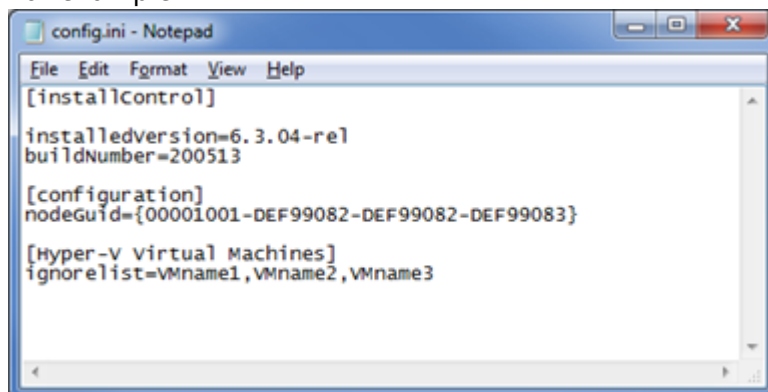 config.ini - Notepad
File Edit Format View Help
[installControl]
installedVersion=6.3.04-rel
buildNumber=200513
[configuration]
nodeGuid={00001001-DEF99082-DEF99082-DEF99083}
[Hyper-V Virtual Machines]
ignorelist=VMname1,VMname2,VMname3